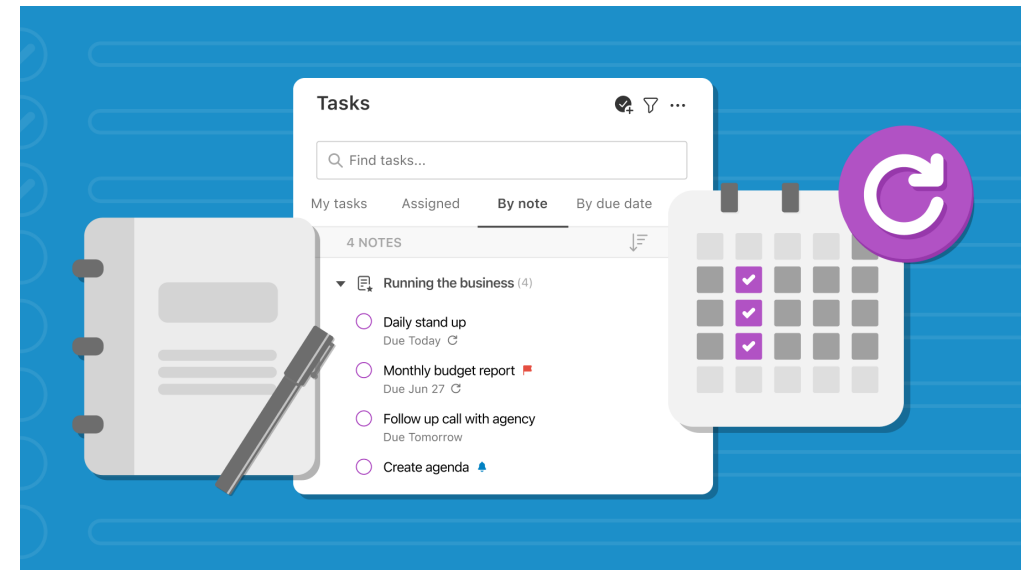 Tasks
Find tasks...
My tasks Assigned By note By due date
4 NOTES
Running the business (4)
Daily stand up
Due Today
Monthly budget report
Due Jun 27
Follow up call with agency
Due Tomorrow
Create agenda